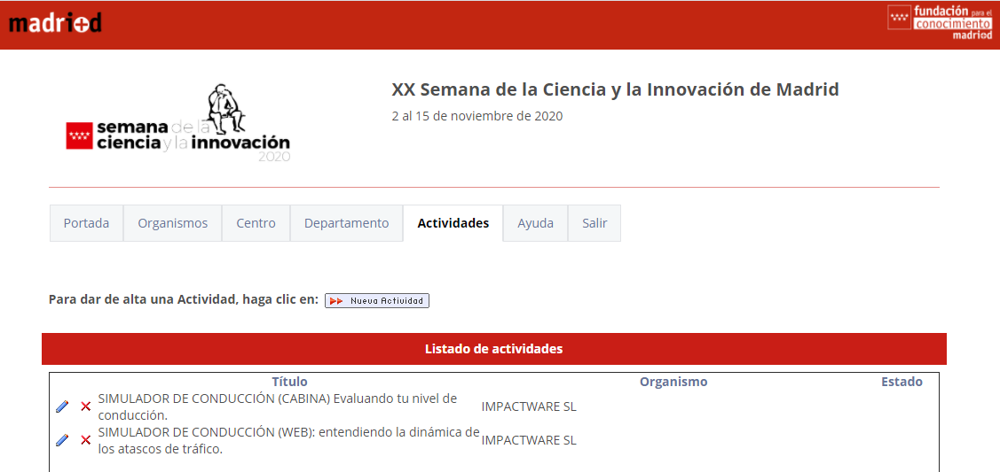 madri+d
fundación para el
conocimiento
madri+d
XX Semana de la Ciencia y la Innovación de Madrid
2 al 15 de noviembre de 2020
semana de la
ciencia y la innovación
2020
Portada Organismos Centro Departamento Actividades Ayuda Salir
Para dar de alta una Actividad, haga clic en: Nueva Actividad
Listado de actividades
Título Organismo Estado
SIMULADOR DE CONDUCCIÓN (CABINA) Evaluando tu nivel de
conducción.
IMPACTWARE SL
SIMULADOR DE CONDUCCIÓN (WEB): entendiendo la dinámica de
los atascos de tráfico.
IMPACTWARE SL